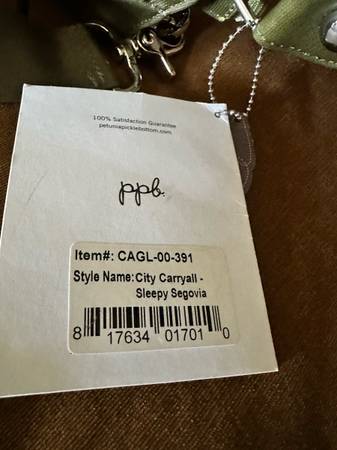 100% Satisfaction Guarantee
petuniapicklebottom.com
ppb.
Item#: CAGL-00-391
Style Name: City Carryall -
Sleepy Segovia
8 17634 01701 0